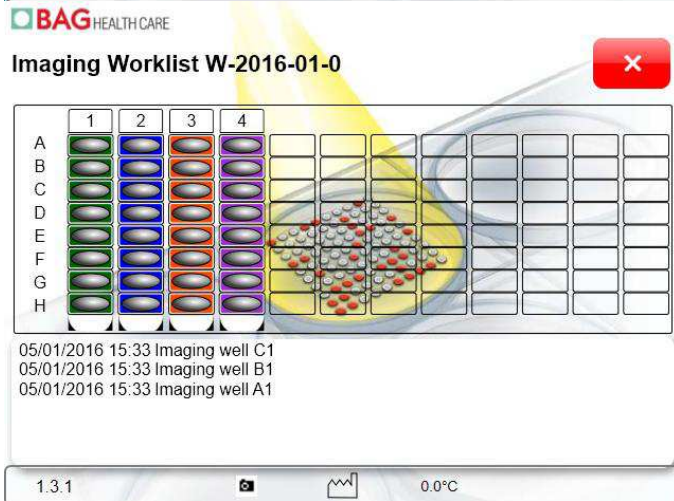 BAG HEALTH CARE
Imaging Worklist W-2016-01-0
1 2 3 4
A
B
C
D
E
F
G
H
05/01/2016 15:33 Imaging well C1
05/01/2016 15:33 Imaging well B1
05/01/2016 15:33 Imaging well A1
1.3.1 0.0°C